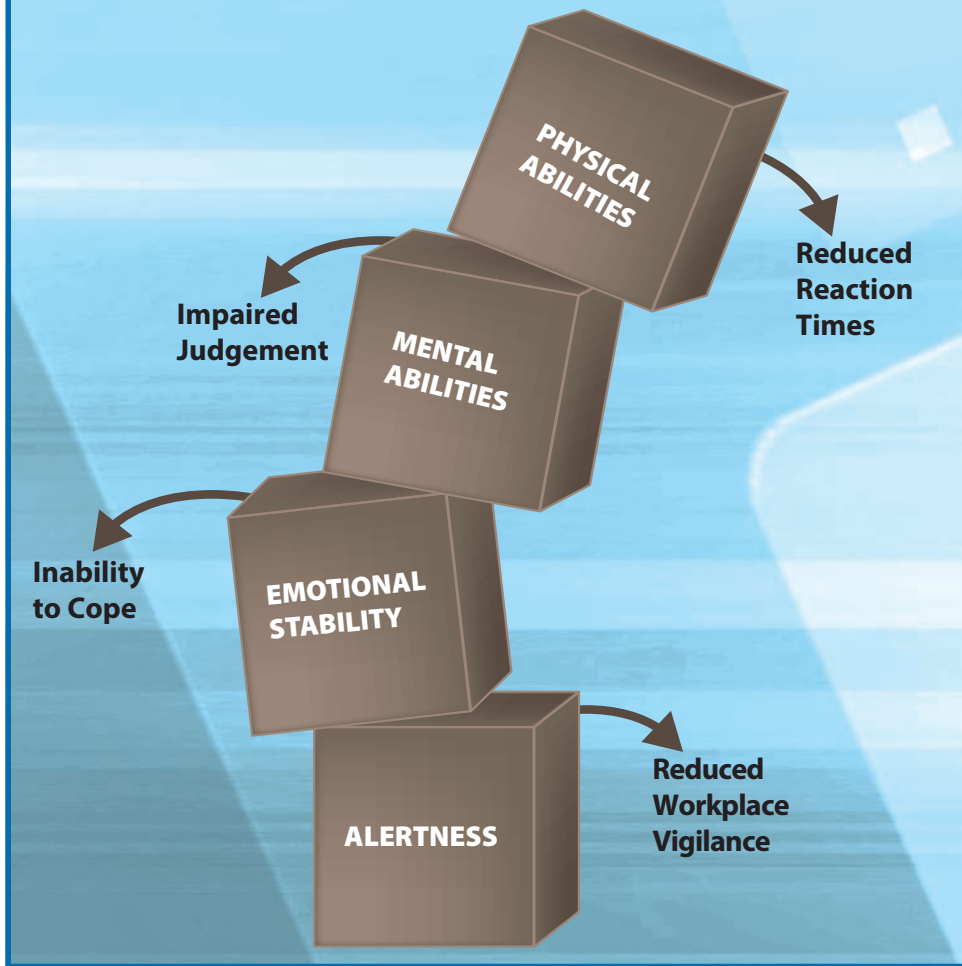 PHYSICAL
ABILITIES
Reduced
Reaction
Times
Impaired
Judgement
MENTAL
ABILITIES
Inability
to Cope
EMOTIONAL
STABILITY
Reduced
Workplace
Vigilance
ALERTNESS